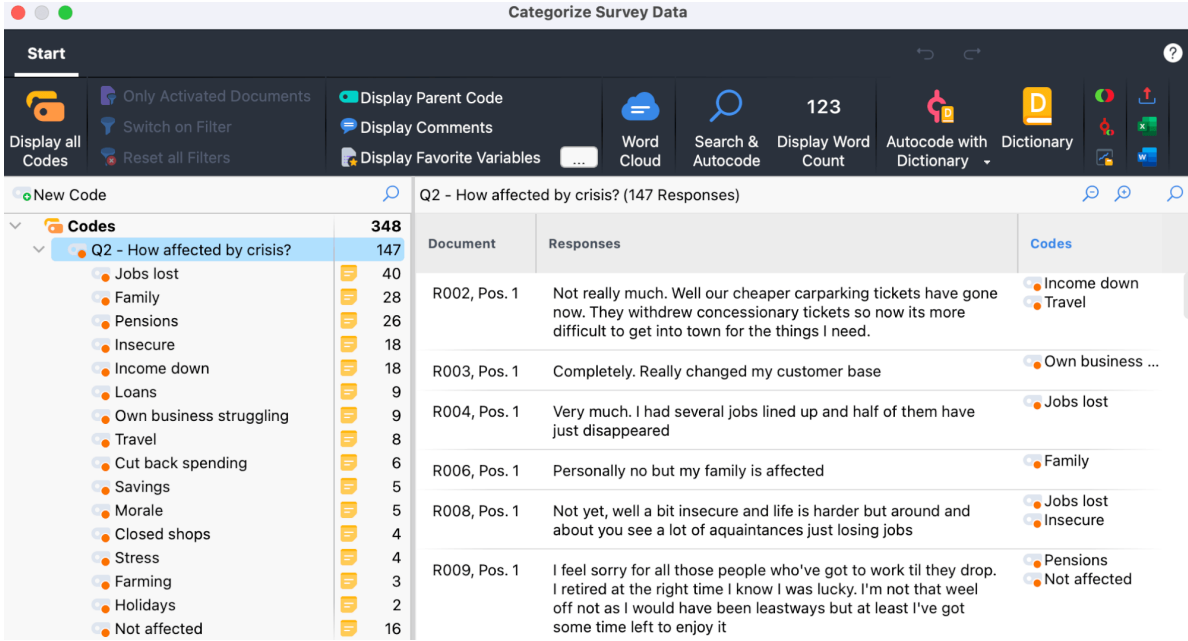 Categorize Survey Data
Start
?
Display all
Codes
Only Activated Documents
Switch on Filter
Reset all Filters
Display Parent Code
Display Comments
Display Favorite Variables
...
Word
Cloud
Search &
Autocode
123
Display Word
Count
Autocode with
Dictionary
D
Dictionary
New Code
Codes 348
Q2 - How affected by crisis? 147
Jobs lost 40
Family 28
Pensions 26
Insecure 18
Income down 18
Loans 9
Own business struggling 9
Travel 8
Cut back spending 6
Savings 5
Morale 5
Closed shops 4
Stress 4
Farming 3
Holidays 2
Not affected 16
Q2 - How affected by crisis? (147 Responses)
Document Responses Codes
R002, Pos. 1
Not really much. Well our cheaper carparking tickets have gone
now. They withdrew concessionary tickets so now its more
difficult to get into town for the things I need.
Income down
Travel
R003, Pos. 1
Completely. Really changed my customer base
Own business ...
R004, Pos. 1
Very much. I had several jobs lined up and half of them have
just disappeared
Jobs lost
R006, Pos. 1
Personally no but my family is affected
Family
R008, Pos. 1
Not yet, well a bit insecure and life is harder but around and
about you see a lot of aquaintances just losing jobs
Jobs lost
Insecure
R009, Pos. 1
I feel sorry for all those people who've got to work til they drop.
I retired at the right time I know I was lucky. I'm not that weel
off not as I would have been leastways but at least I've got
some time left to enjoy it
Pensions
Not affected